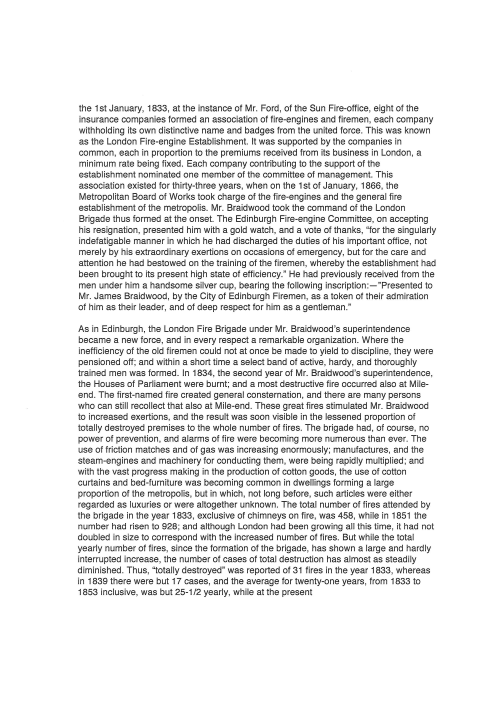 the 1st January, 1833, at the instance of Mr. Ford, of the Sun Fire-office, eight of the
insurance companies formed an association of fire-engines and firemen, each company
withholding its own distinctive name and badges from the united force. This was known
as the London Fire-engine Establishment. It was supported by the companies in
common, each in proportion to the premiums received from its business in London, a
minimum rate being fixed. Each company contributing to the support of the
establishment nominated one member of the committee of management. This
association existed for thirty-three years, when on the 1st of January, 1866, the
Metropolitan Board of Works took charge of the fire-engines and the general fire
establishment of the metropolis. Mr. Braidwood took the command of the London
Brigade thus formed at the onset. The Edinburgh Fire-engine Committee, on accepting
his resignation, presented him with a gold watch, and a vote of thanks, “for the singularly
indefatigable manner in which he had discharged the duties of his important office, not
merely by his extraordinary exertions on occasions of emergency, but for the care and
attention he had bestowed on the training of the firemen, whereby the establishment had
been brought to its present high state of efficiency.” He had previously received from the
men under him a handsome silver cup, bearing the following inscription:—”Presented to
Mr. James Braidwood, by the City of Edinburgh Firemen, as a token of their admiration
of him as their leader, and of deep respect for him as a gentleman.”

As in Edinburgh, the London Fire Brigade under Mr. Braidwood’s superintendence
became a new force, and in every respect a remarkable organization. Where the
inefficiency of the old firemen could not at once be made to yield to discipline, they were
pensioned off; and within a short time a select band of active, hardy, and thoroughly
trained men was formed. In 1834, the second year of Mr. Braidwood’s superintendence,
the Houses of Parliament were burnt; and a most destructive fire occurred also at Mile-
end. The first-named fire created general consternation, and there are many persons
who can still recollect that also at Mile-end. These great fires stimulated Mr. Braidwood
to increased exertions, and the result was soon visible in the lessened proportion of
totally destroyed premises to the whole number of fires. The brigade had, of course, no
power of prevention, and alarms of fire were becoming more numerous than ever. The
use of friction matches and of gas was increasing enormously; manufactures, and the
steam-engines and machinery for conducting them, were being rapidly multiplied; and
with the vast progress making in the production of cotton goods, the use of cotton
curtains and bed-furniture was becoming common in dwellings forming a large
proportion of the metropolis, but in which, not long before, such articles were either
regarded as luxuries or were altogether unknown. The total number of fires attended by
the brigade in the year 1833, exclusive of chimneys on fire, was 458, while in 1851 the
number had risen to 928; and although London had been growing all this time, it had not
doubled in size to correspond with the increased number of fires. But while the total
yearly number of fires, since the formation of the brigade, has shown a large and hardly
interrupted increase, the number of cases of total destruction has almost as steadily
diminished. Thus, “totally destroyed” was reported of 31 fires in the year 1833, whereas
in 1839 there were but 17 cases, and the average for twenty-one years, from 1833 to
1853 inclusive, was but 25-1/2 yearly, while at the present